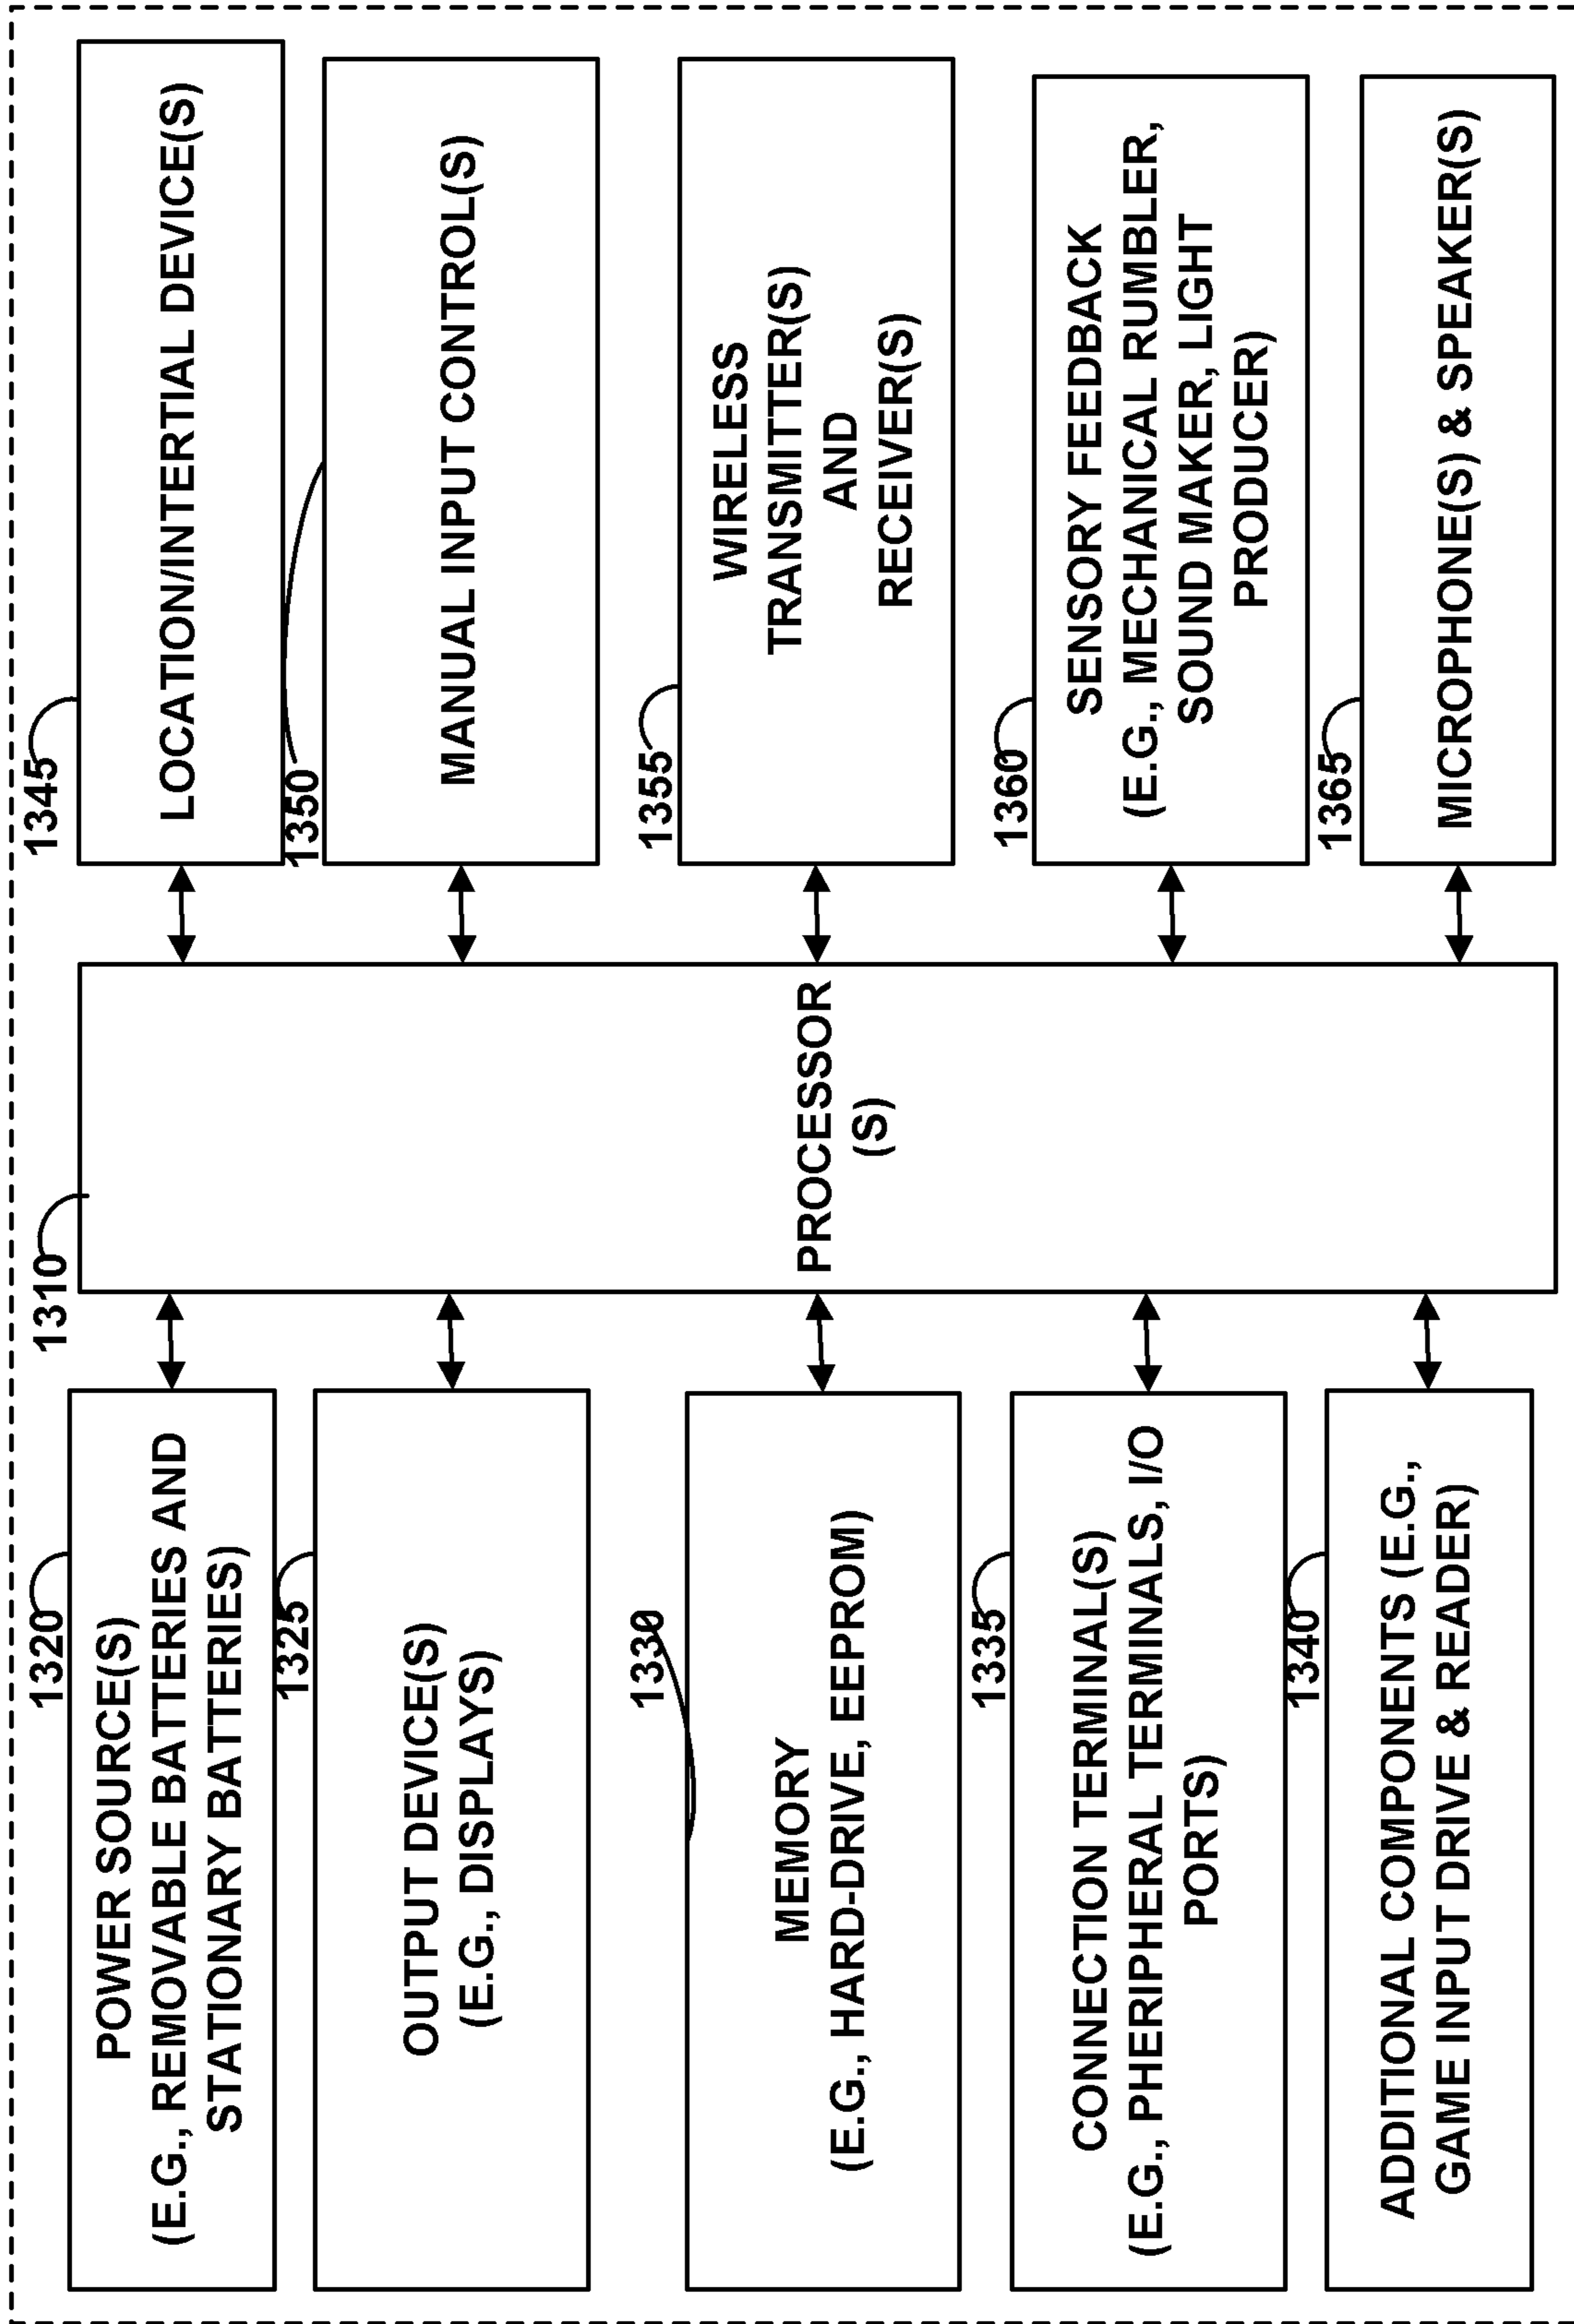 1320
POWER SOURCE(S)
(E.G., REMOVABLE BATTERIES AND
STATIONARY BATTERIES)
1325
OUTPUT DEVICE(S)
(E.G., DISPLAYS)
1330
MEMORY
(E.G., HARD-DRIVE, EEPROM)
1335
CONNECTION TERMINAL(S)
(E.G., PHERIPHERAL TERMINALS, I/O
PORTS)
1340
ADDITIONAL COMPONENTS (E.G.,
GAME INPUT DRIVE & READER)
1310
PROCESSOR
(S)
1345
LOCATION/INTERTIAL DEVICE(S)
1350
MANUAL INPUT CONTROL(S)
1355
WIRELESS
TRANSMITTER(S)
AND
RECEIVER(S)
1360
SENSORY FEEDBACK
(E.G., MECHANICAL RUMBLER,
SOUND MAKER, LIGHT
PRODUCER)
1365
MICROPHONE(S) & SPEAKER(S)